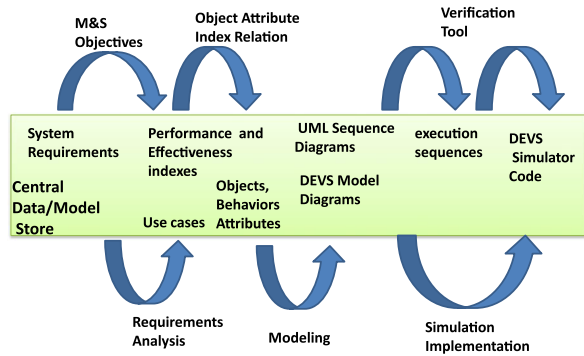 M&S
Objectives
Object Attribute
Index Relation
Verification
Tool
System
Requirements
Central
Data/Model
Store
Performance and
Effectiveness
indexes
Use cases
Objects,
Behaviors
Attributes
UML Sequence
Diagrams
DEVS Model
Diagrams
execution
sequences
DEVS
Simulator
Code
Requirements
Analysis
Modeling
Simulation
Implementation